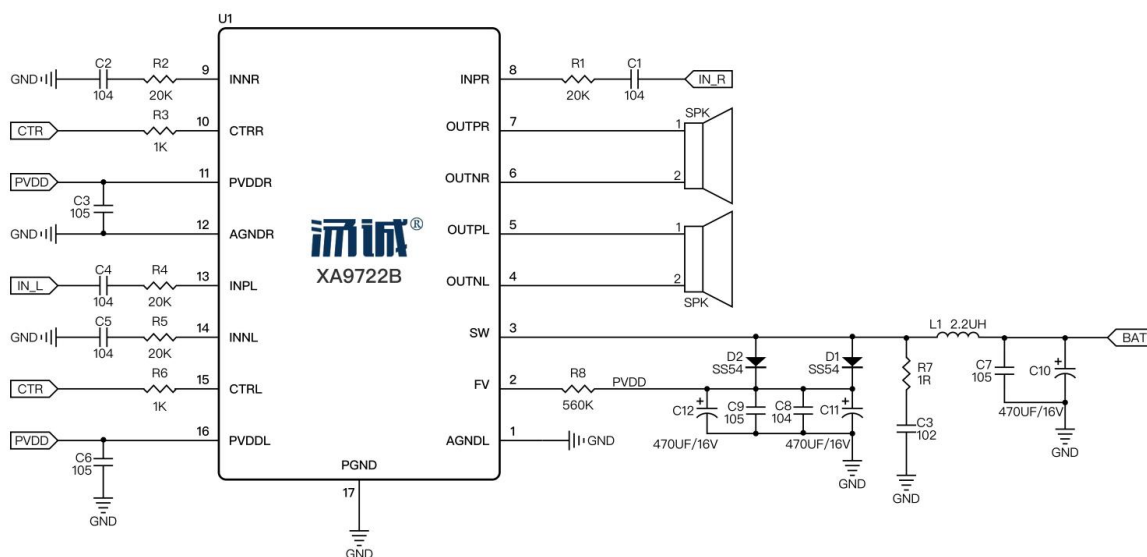 U1
GND
C2
104
R2
20K
9
INNR
CTR
R3
1K
10
CTRR
PVDD
C3
105
11
PVDDR
GND
12
AGNDR
IN_L
C4
104
R4
20K
13
INPL
GND
C5
104
R5
20K
14
INNL
CTR
R6
1K
15
CTRL
PVDD
C6
105
GND
16
PVDDL
汤诚®
XA9722B
PGND
17
GND
INPR
8
R1
20K
C1
104
IN_R
OUTPR
7
1
SPK
OUTNR
6
2
OUTPL
5
1
OUTNL
4
2
SPK
SW
3
L1 2.2UH
BAT
D2
SS54
D1
SS54
R7
1R
C3
102
GND
C7
105
+
C10
470UF/16V
GND
FV
2
R8
560K
PVDD
+
C12
470UF/16V
C9
105
C8
104
+
C11
470UF/16V
GND
AGNDL
1
GND